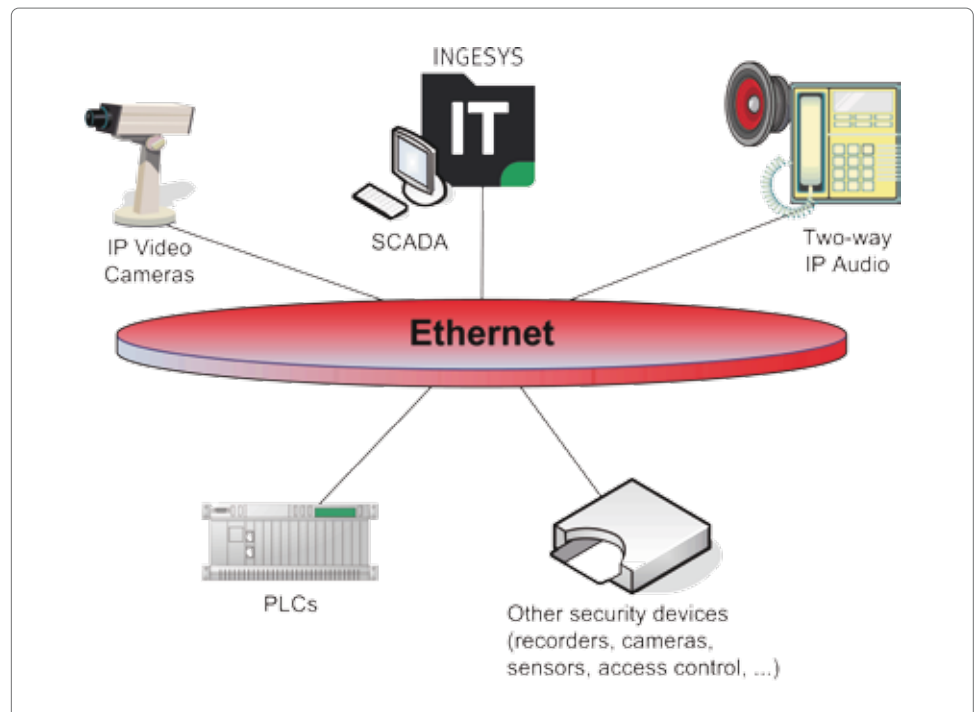 INGESYS
IT
SCADA
IP Video
Cameras
Two-way
IP Audio
Ethernet
PLCs
Other security devices
(recorders, cameras,
sensors, access control, ...)